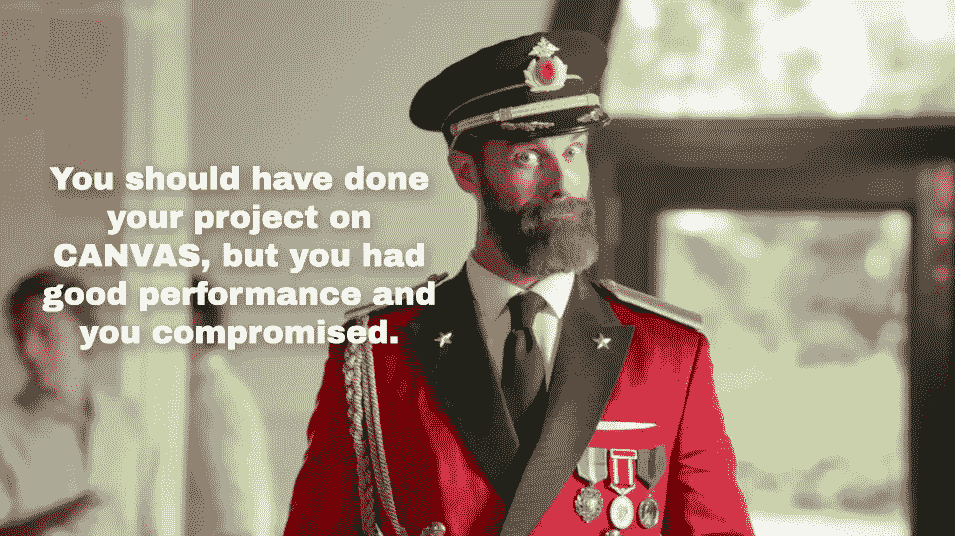 You should have done
your project on
CANVAS, but you had
good performance and
you compromised.